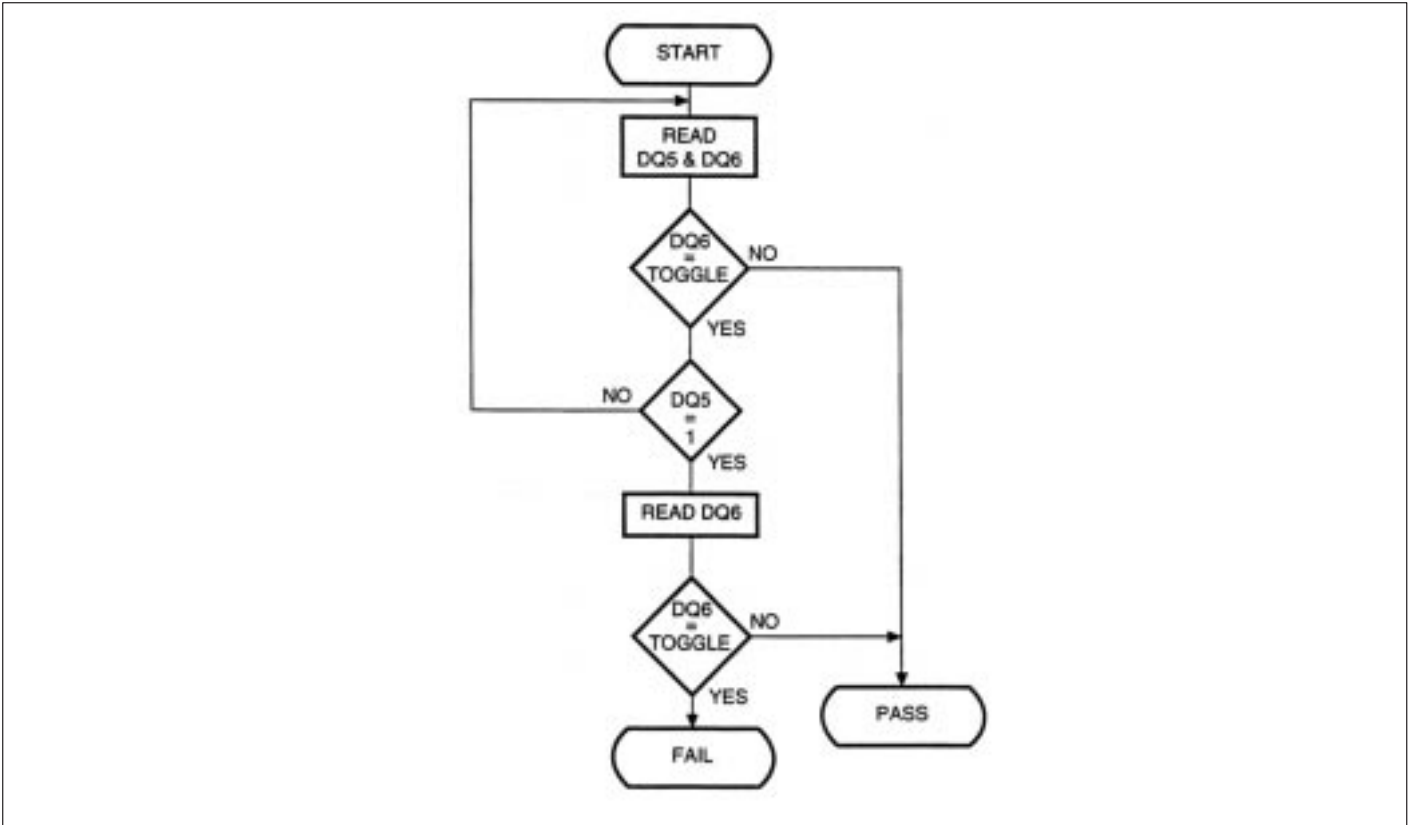 START
READ
DQ5 & DQ6
DQ6
=
TOGGLE
NO
YES
NO
DQ5
=
1
YES
READ DQ6
DQ6
=
TOGGLE
NO
YES
PASS
FAIL